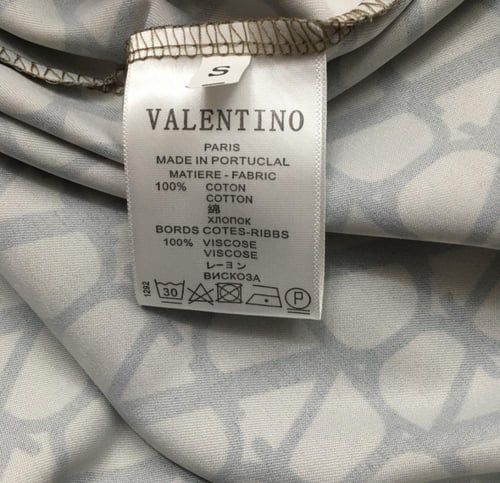 S
VALENTINO
PARIS
MADE IN PORTUCLAL
MATIERE - FABRIC
100% COTON
COTTON
綿
ХЛОПОК
BORDS COTES-RIBBS
100% VISCOSE
VISCOSE
レーヨン
ВИСКОЗА
1292
30 P